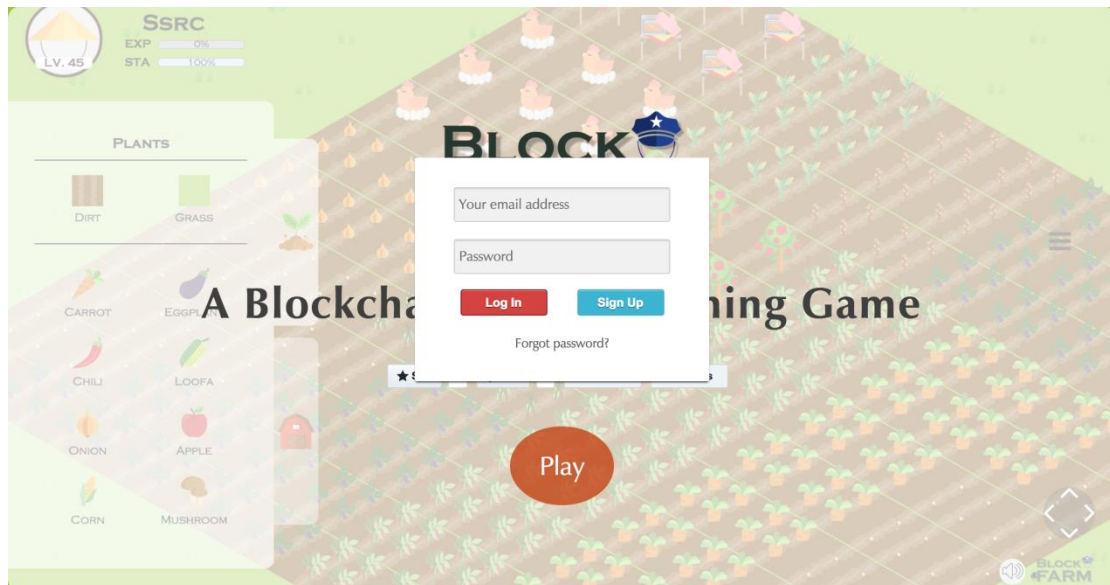 SSRC
EXP 0%
STA 100%
LV. 45
PLANTS
DIRT GRASS
CARROT EGGPLAN
CHILI LOOFA
ONION APPLE
CORN MUSHROOM
BLOCK
Your email address
Password
Log In Sign Up
Forgot password?
A Blockcha ning Game
Play
BLOCK
FARM